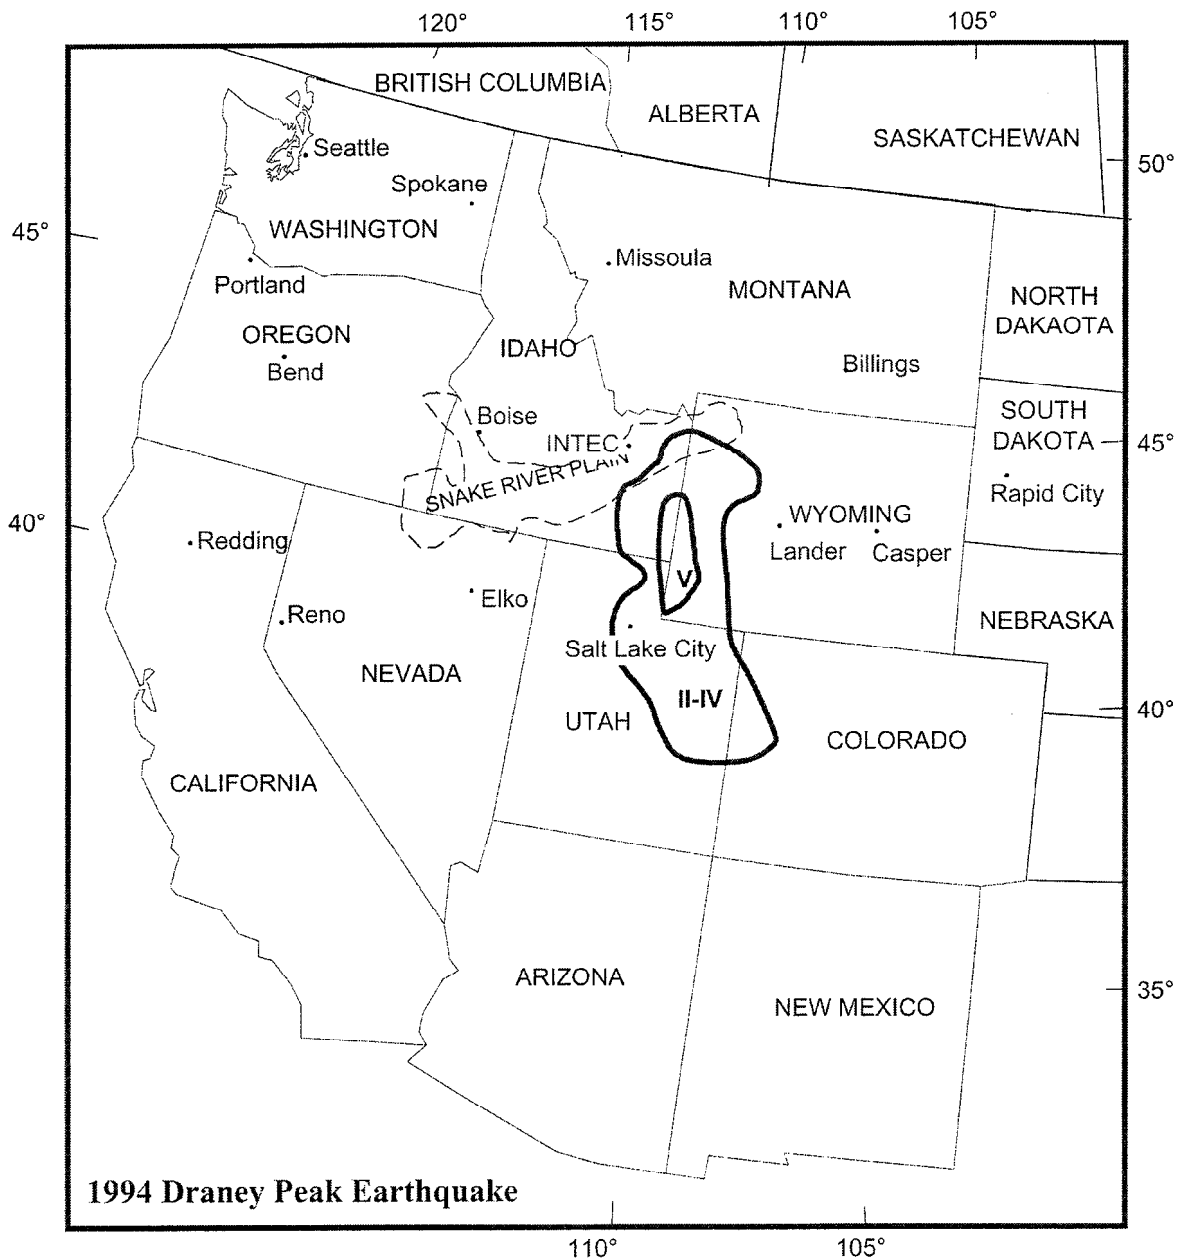 120°
115°
110°
105°
BRITISH COLUMBIA
ALBERTA
SASKATCHEWAN
50°
Seattle
Spokane
WASHINGTON
45°
Missoula
Portland
MONTANA
NORTH
DAKAOTA
OREGON
IDAHO
Bend
Billings
Boise
SOUTH
DAKOTA
45°
INTEC
SNAKE RIVER PLAIN
Rapid City
WYOMING
40°
Redding
Lander
Casper
V
Elko
Reno
NEBRASKA
Salt Lake City
NEVADA
II-IV
40°
UTAH
COLORADO
CALIFORNIA
ARIZONA
35°
NEW MEXICO
1994 Draney Peak Earthquake
110°
105°